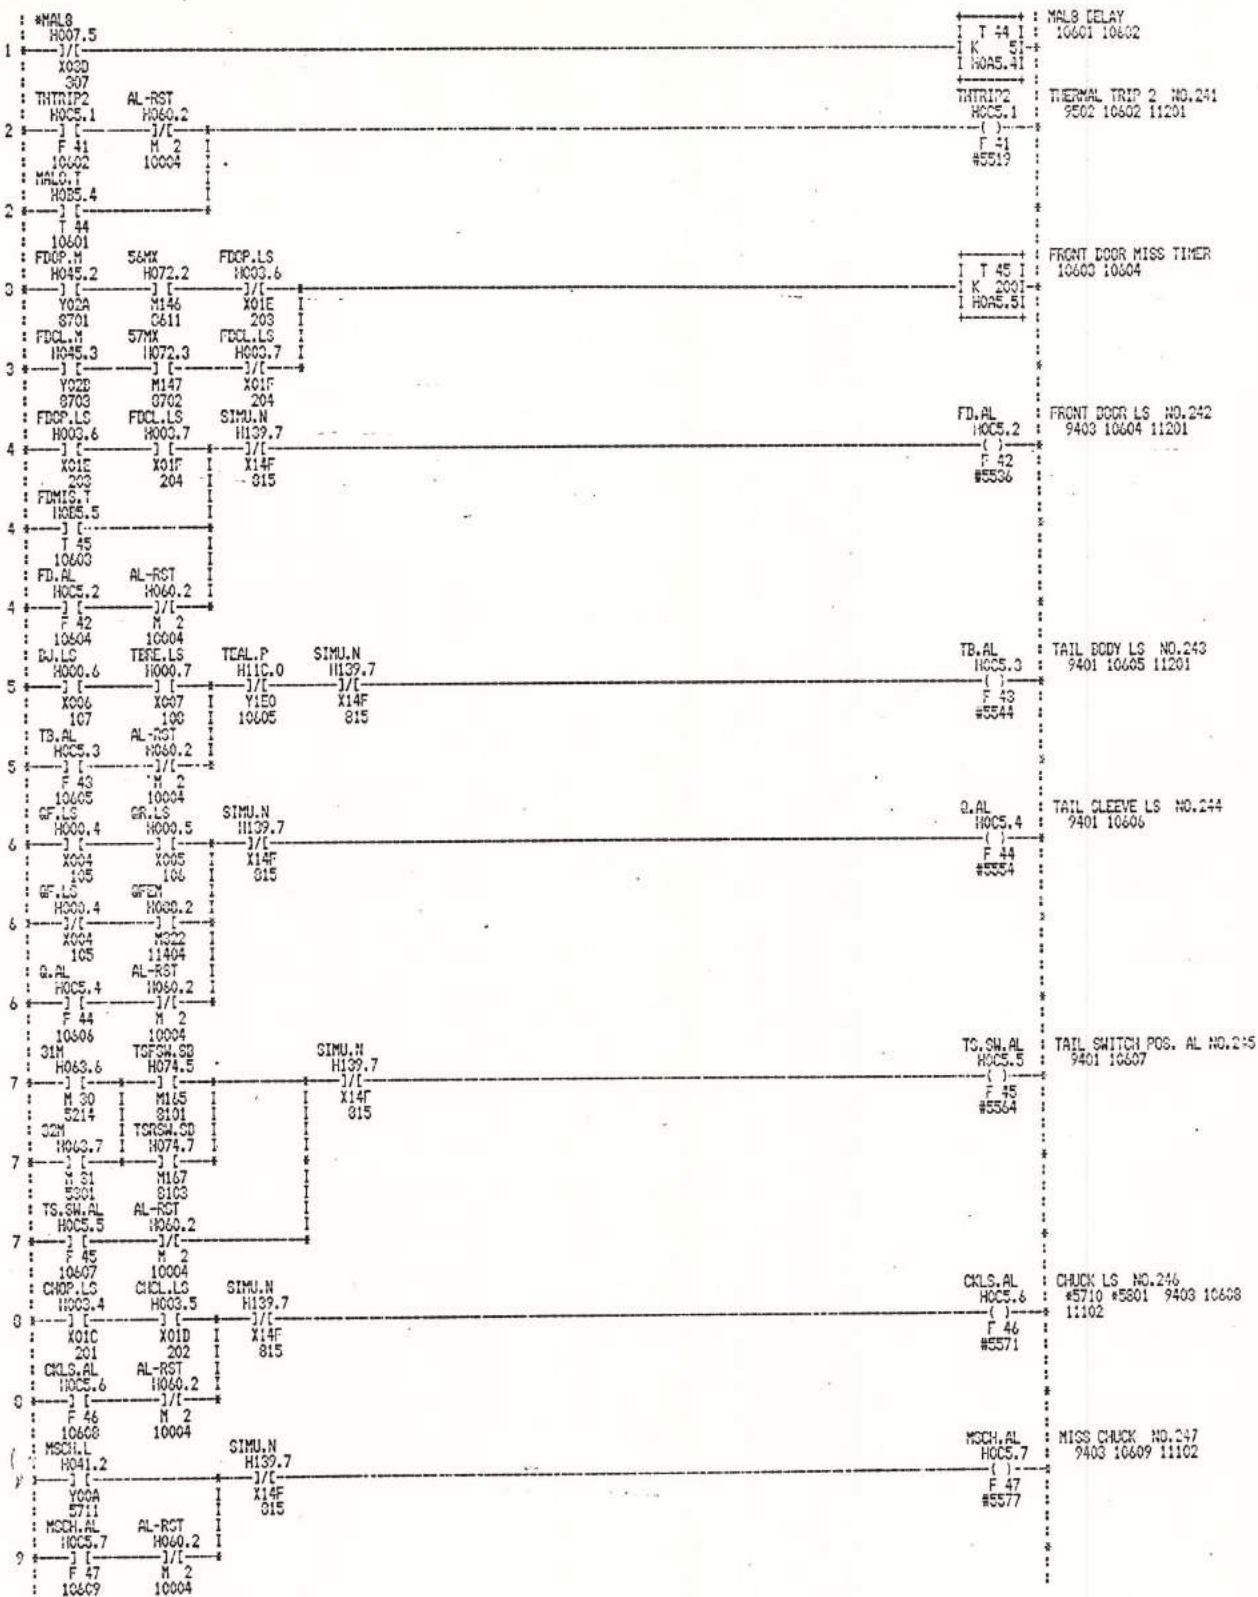 *MAL8 MAL8 DELAY
H007.5 I T 44 I 10601 10602
1 ]/[ I K 5I
X03D I H0A5.4I
307
THTRIP2 AL-RST THTRIP2 THERMAL TRIP 2 NO.241
H0C5.1 H060.2 H0C5.1 9502 10602 11201
2 ] [ ]/[ ( )
F 41 M 2 F 41
10602 10004 #5519
H0B5.4
2 ] [
T 44
10601
FDOP.M 56MX FDOP.LS FRONT DOOR MISS TIMER
H045.2 H072.2 H003.6 I T 45 I 10603 10604
3 ] [ ] [ ]/[ I K 200I
Y02A M146 X01E I H0A5.5I
8701 8611 203
FDCL.M 57MX FDCL.LS
H045.3 H072.3 H003.7
3 ] [ ] [ ]/[
Y02B M147 X01F
8703 8702 204
FDOP.LS FDCL.LS SIMU.N FD.AL FRONT DOOR LS NO.242
H003.6 H003.7 H139.7 H0C5.2 9403 10604 11201
4 ] [ ] [ ]/[ ( )
X01E X01F X14F F 42
203 204 815 #5536
FDMIS.T
H0B5.5
4 ] [
T 45
10603
FD.AL AL-RST
H0C5.2 H060.2
4 ] [ ]/[
F 42 M 2
10604 10004
TBRE.LS SIMU.N TB.AL TAIL BODY LS NO.243
H000.6 H000.7 H11C.0 H139.7 H0C5.3 9401 10605 11201
5 ] [ ] [ ]/[ ]/[ ( )
X006 X007 Y1E0 X14F F 43
107 108 10605 815 #5544
TB.AL AL-RST
H0C5.3 H060.2
5 ] [ ]/[
F 43 M 2
10605 10004
QF.LS QR.LS SIMU.N Q.AL TAIL SLEEVE LS NO.244
H000.4 H000.5 H139.7 H0C5.4 9401 10606
6 ] [ ] [ ]/[ ( )
X004 X005 X14F F 44
105 106 815 #5554
QF.LS QFEM
H000.4 H088.2
6 ]/[ ] [
X004 M322
105 11404
Q.AL AL-RST
H0C5.4 H060.2
6 ] [ ]/[
F 44 M 2
10606 10004
31M TSFSW.SD SIMU.N TS.SW.AL TAIL SWITCH POS. AL NO.245
H063.6 H074.5 H139.7 H0C5.5 9401 10607
7 ] [ ] [ ]/[ ( )
M 30 M165 X14F F 45
5214 8101 815 #5564
32M TSRSW.SD
H063.7 H074.7
7 ] [ ] [
M 31 M167
5301 8103
TS.SW.AL AL-RST
H0C5.5 H060.2
7 ] [ ]/[
F 45 M 2
10607 10004
CHOP.LS CHCL.LS SIMU.N CKLS.AL CHUCK LS NO.246
H003.4 H003.5 H139.7 H0C5.6 #5710 #5801 9403 10608
8 ] [ ] [ ]/[ ( ) 11102
X01C X01D X14F F 46
201 202 815 #5571
CKLS.AL AL-RST
H0C5.6 H060.2
8 ] [ ]/[
F 46 M 2
10608 10004
MSCH.L SIMU.N MSCH.AL MISS CHUCK NO.247
H041.2 H139.7 H0C5.7 9403 10609 11102
] [ ]/[ ( )
Y00A X14F F 47
5711 815 #5577
MSCH.AL AL-RST
H0C5.7 H060.2
9 ] [ ]/[
F 47 M 2
10609 10004